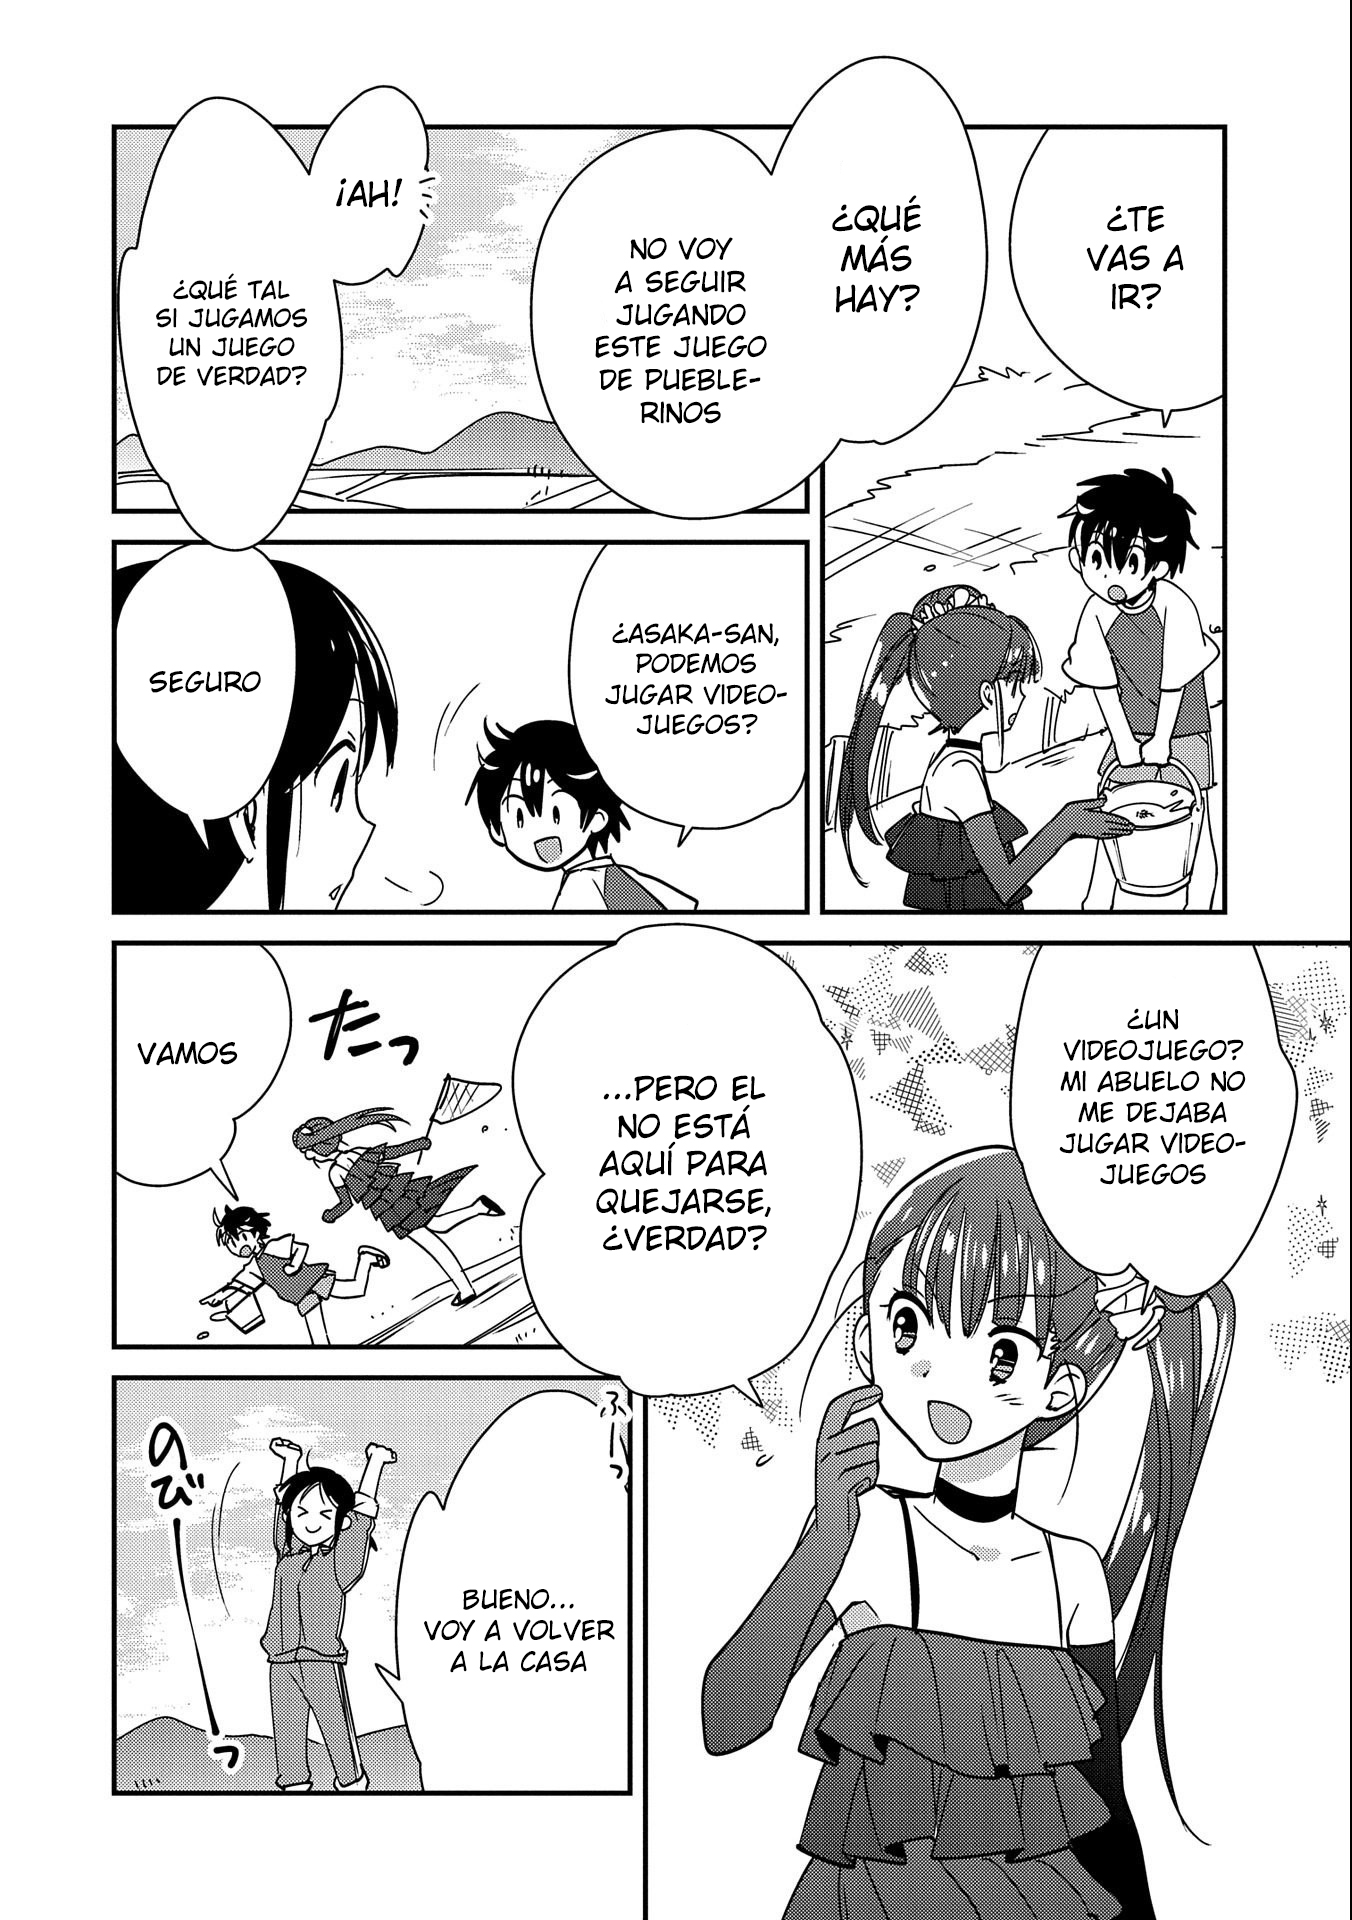 ¿TE
VAS A
IR?
¿QUÉ
MÁS
HAY?
NO VOY
A SEGUIR
JUGANDO
ESTE JUEGO
DE PUEBLE-
RINOS
¡AH!
¿QUÉ TAL
SI JUGAMOS
UN JUEGO
DE VERDAD?
¿ASAKA-SAN,
PODEMOS
JUGAR VIDEO-
JUEGOS?
SEGURO
¿UN
VIDEOJUEGO?
MI ABUELO NO
ME DEJABA
JUGAR VIDEO-
JUEGOS
...PERO EL
NO ESTÁ
AQUÍ PARA
QUEJARSE,
¿VERDAD?
たっ
VAMOS
ふーっ
BUENO...
VOY A VOLVER
A LA CASA
のびーっ